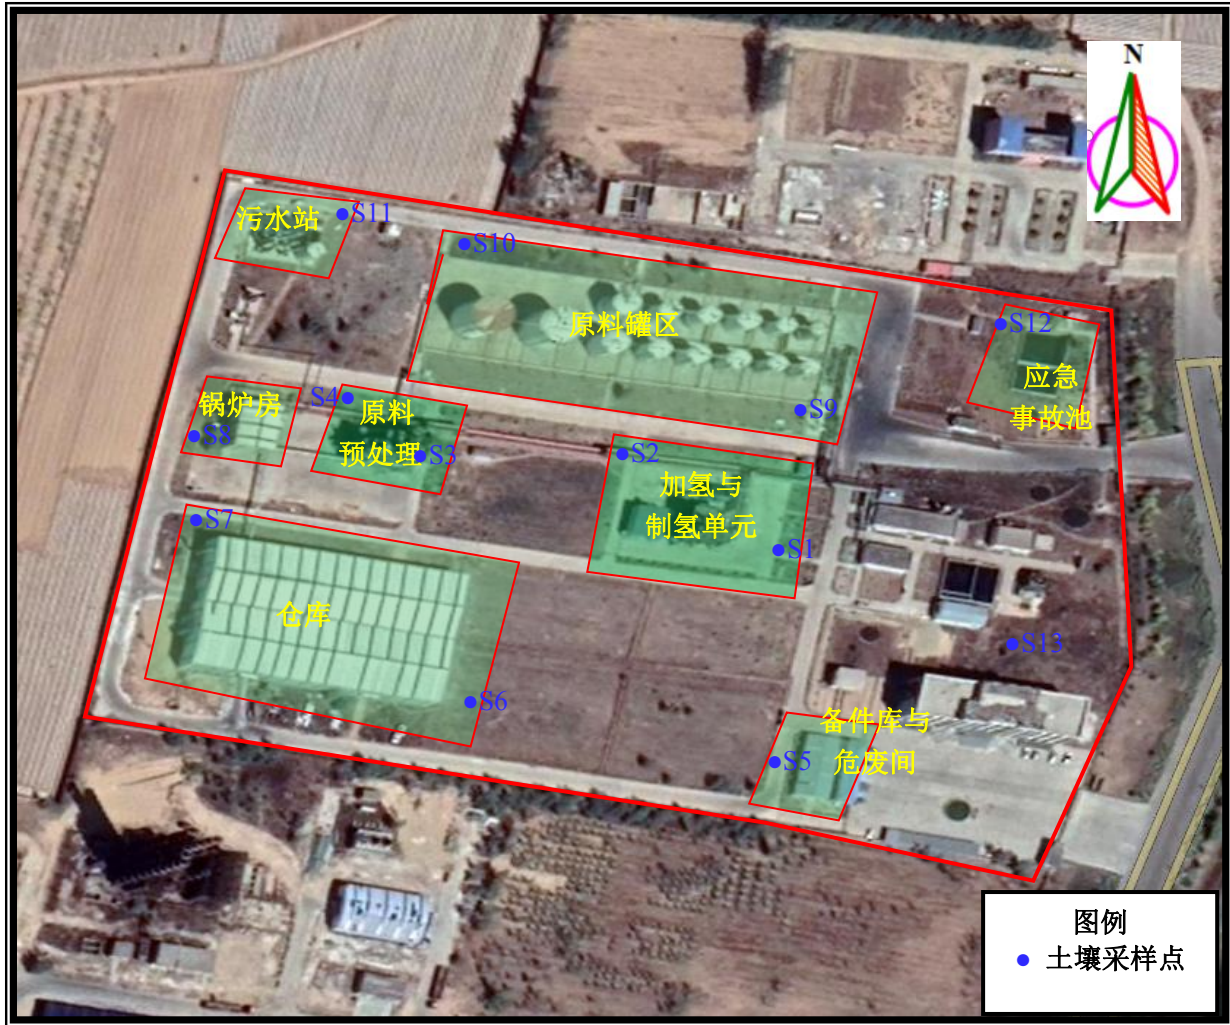 N
污水站
S11
S10
原料罐区
S12
应急
事故池
锅炉房
S8
S4
原料
预处理
S3
S9
S2
加氢与
制氢单元
S1
S7
仓库
S6
S13
备件库与
危废间
S5
图例
土壤采样点